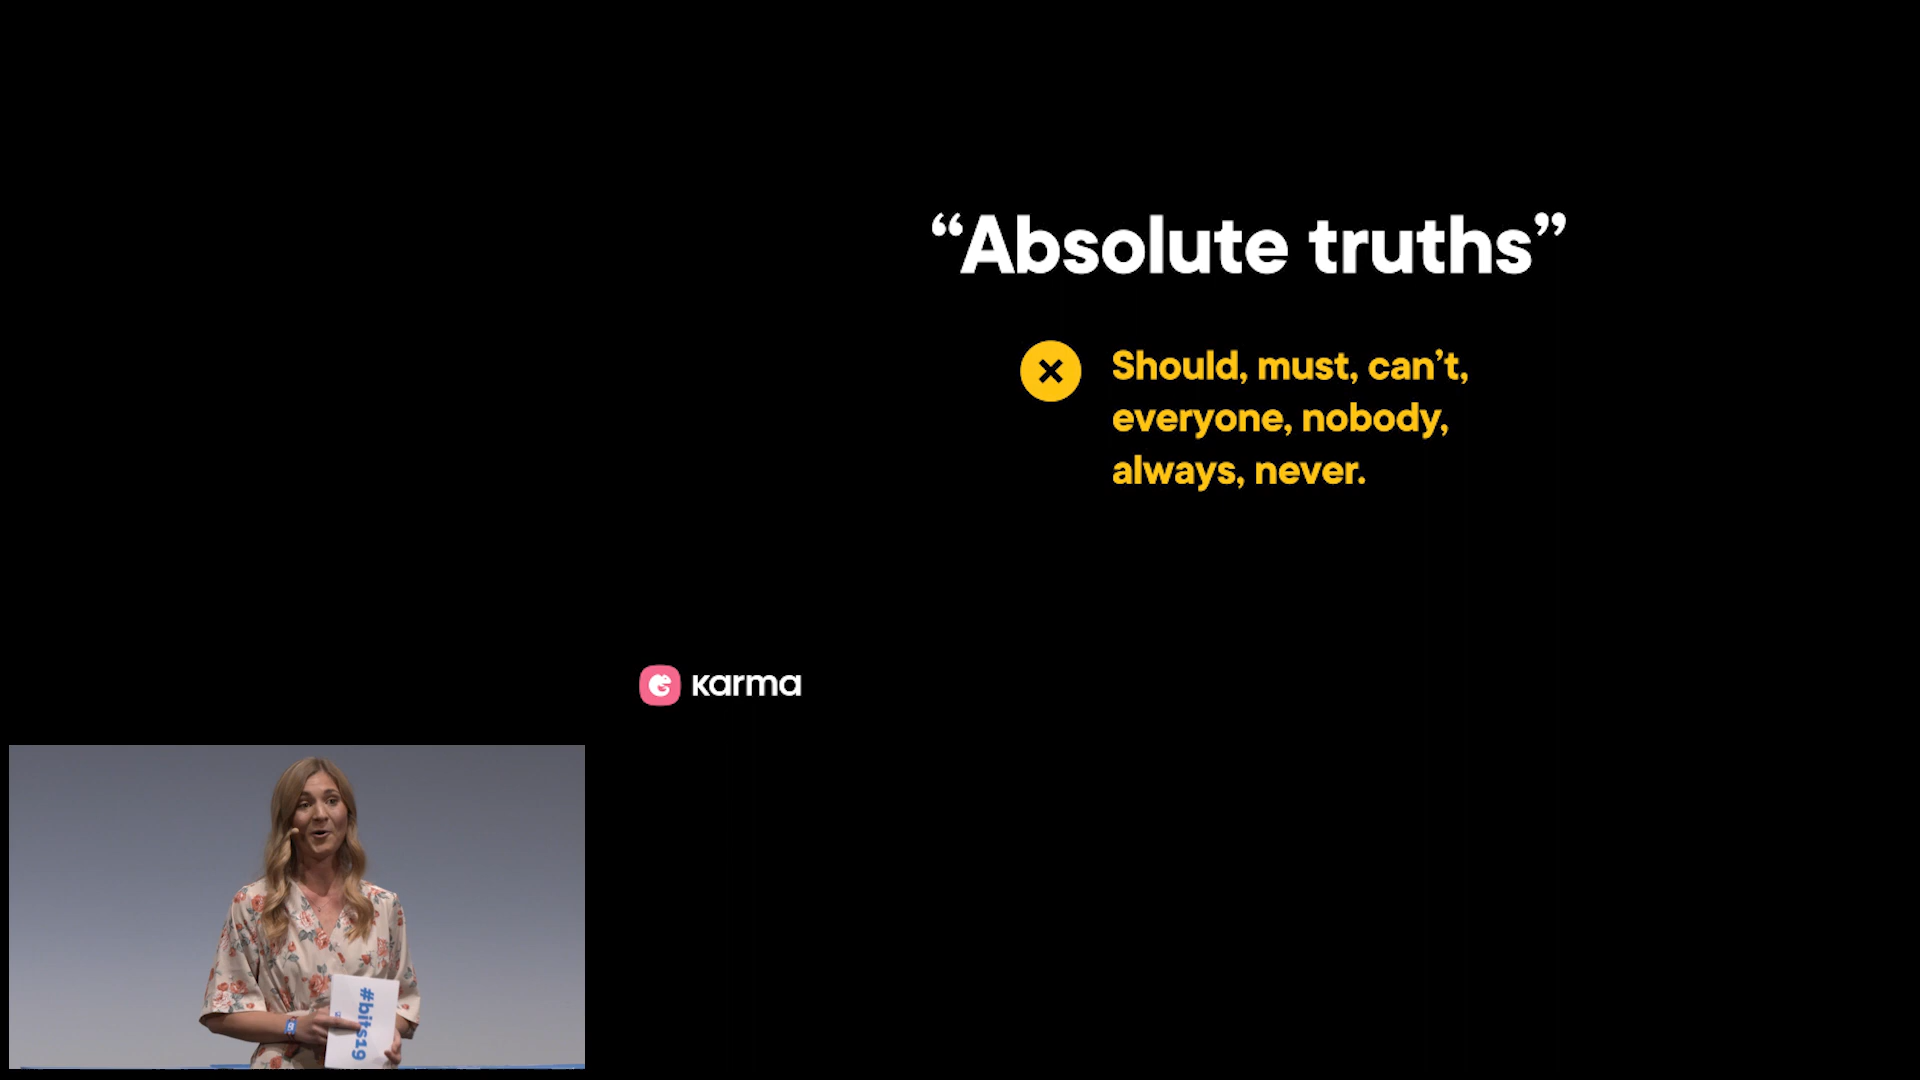 “Absolute truths”
Should, must, can’t,
everyone, nobody,
always, never.
karma
#bits19